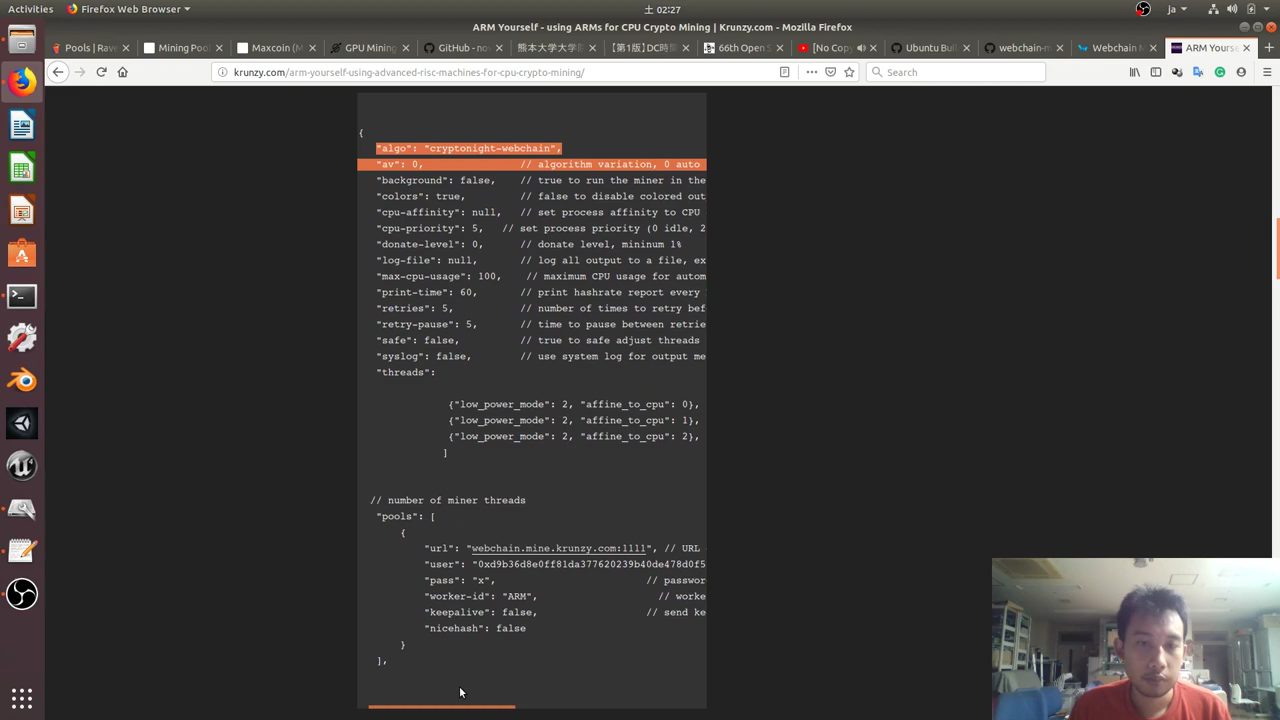 Activities
Firefox Web Browser
土 02:27
ja
ARM Yourself - using ARMs for CPU Crypto Mining | Krunzy.com - Mozilla Firefox
Pools | Rave
Mining Pool
Maxcoin (M
GPU Mining
GitHub - no
熊本大学大学
【第1版】DC時
66th Open S
[No Copy
Ubuntu Buil
webchain-m
Webchain M
ARM Yourse
krunzy.com/arm-yourself-using-advanced-risc-machines-for-cpu-crypto-mining/
Search
{
"algo": "cryptonight-webchain",
"av": 0, // algorithm variation, 0 auto
"background": false, // true to run the miner in the
"colors": true, // false to disable colored out
"cpu-affinity": null, // set process affinity to CPU
"cpu-priority": 5, // set process priority (0 idle, 2
"donate-level": 0, // donate level, mininum 1%
"log-file": null, // log all output to a file, ex
"max-cpu-usage": 100, // maximum CPU usage for autom
"print-time": 60, // print hashrate report every
"retries": 5, // number of times to retry bef
"retry-pause": 5, // time to pause between retrie
"safe": false, // true to safe adjust threads
"syslog": false, // use system log for output me
"threads":
{"low_power_mode": 2, "affine_to_cpu": 0},
{"low_power_mode": 2, "affine_to_cpu": 1},
{"low_power_mode": 2, "affine_to_cpu": 2},
]
// number of miner threads
"pools": [
{
"url": "webchain.mine.krunzy.com:1111", // URL
"user": "0xd9b36d8e0ff81da377620239b40de478d0f5
"pass": "x", // passwor
"worker-id": "ARM", // worke
"keepalive": false, // send ke
"nicehash": false
}
],